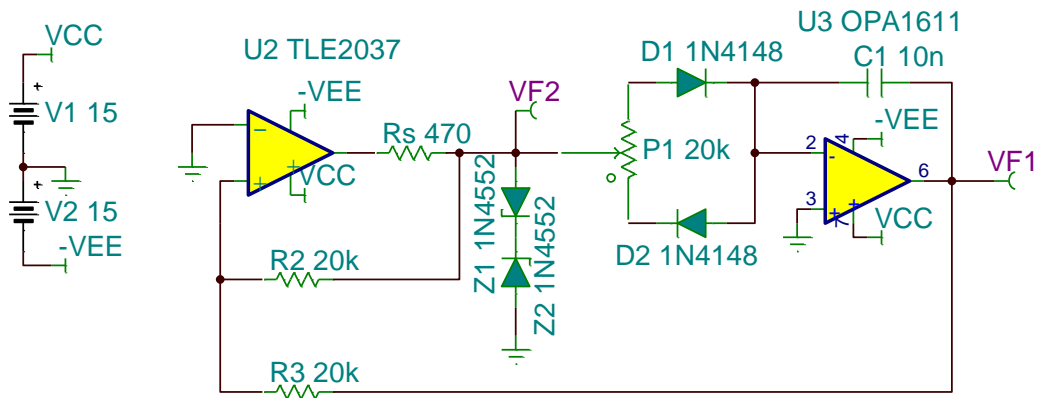 VCC
+
V1 15
+
V2 15
-VEE
U2 TLE2037
-VEE
-
+
+
VCC
Rs 470
VF2
R2 20k
R3 20k
Z1 1N4552
Z2 1N4552
D1 1N4148
P1 20k
D2 1N4148
U3 OPA1611
C1 10n
-VEE
2
-
4
3
+
+
7
6
VCC
VF1